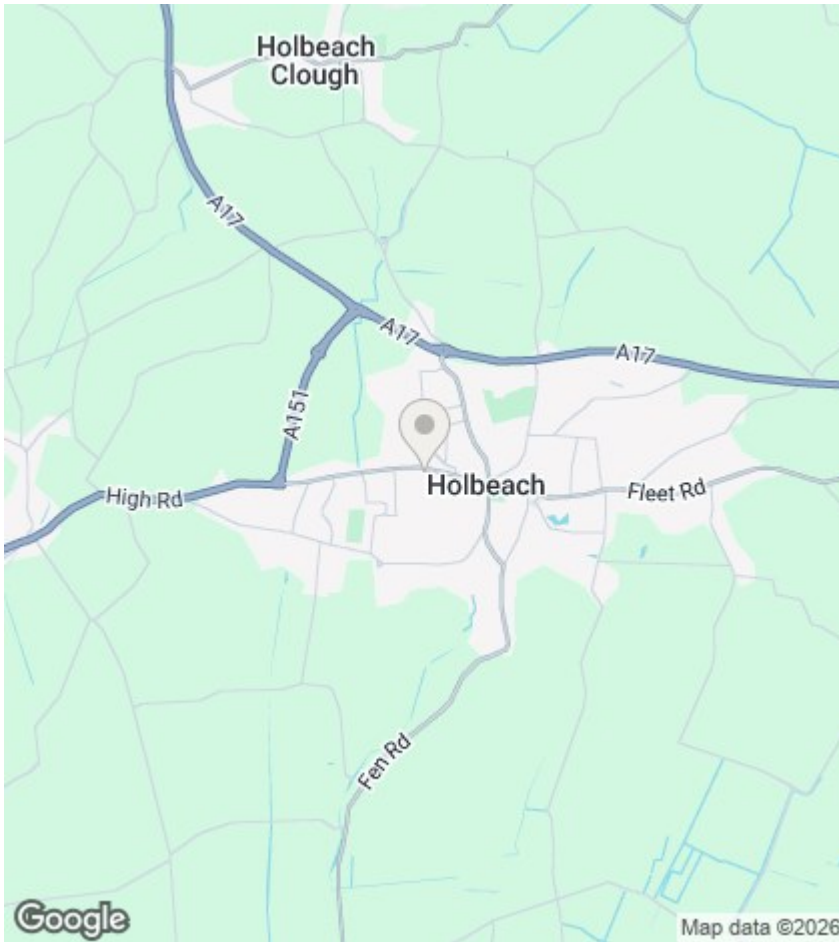 Holbeach
Clough
A17
A17
A17
A151
High Rd
Holbeach
Fleet Rd
Fen Rd
Google
Map data ©2026